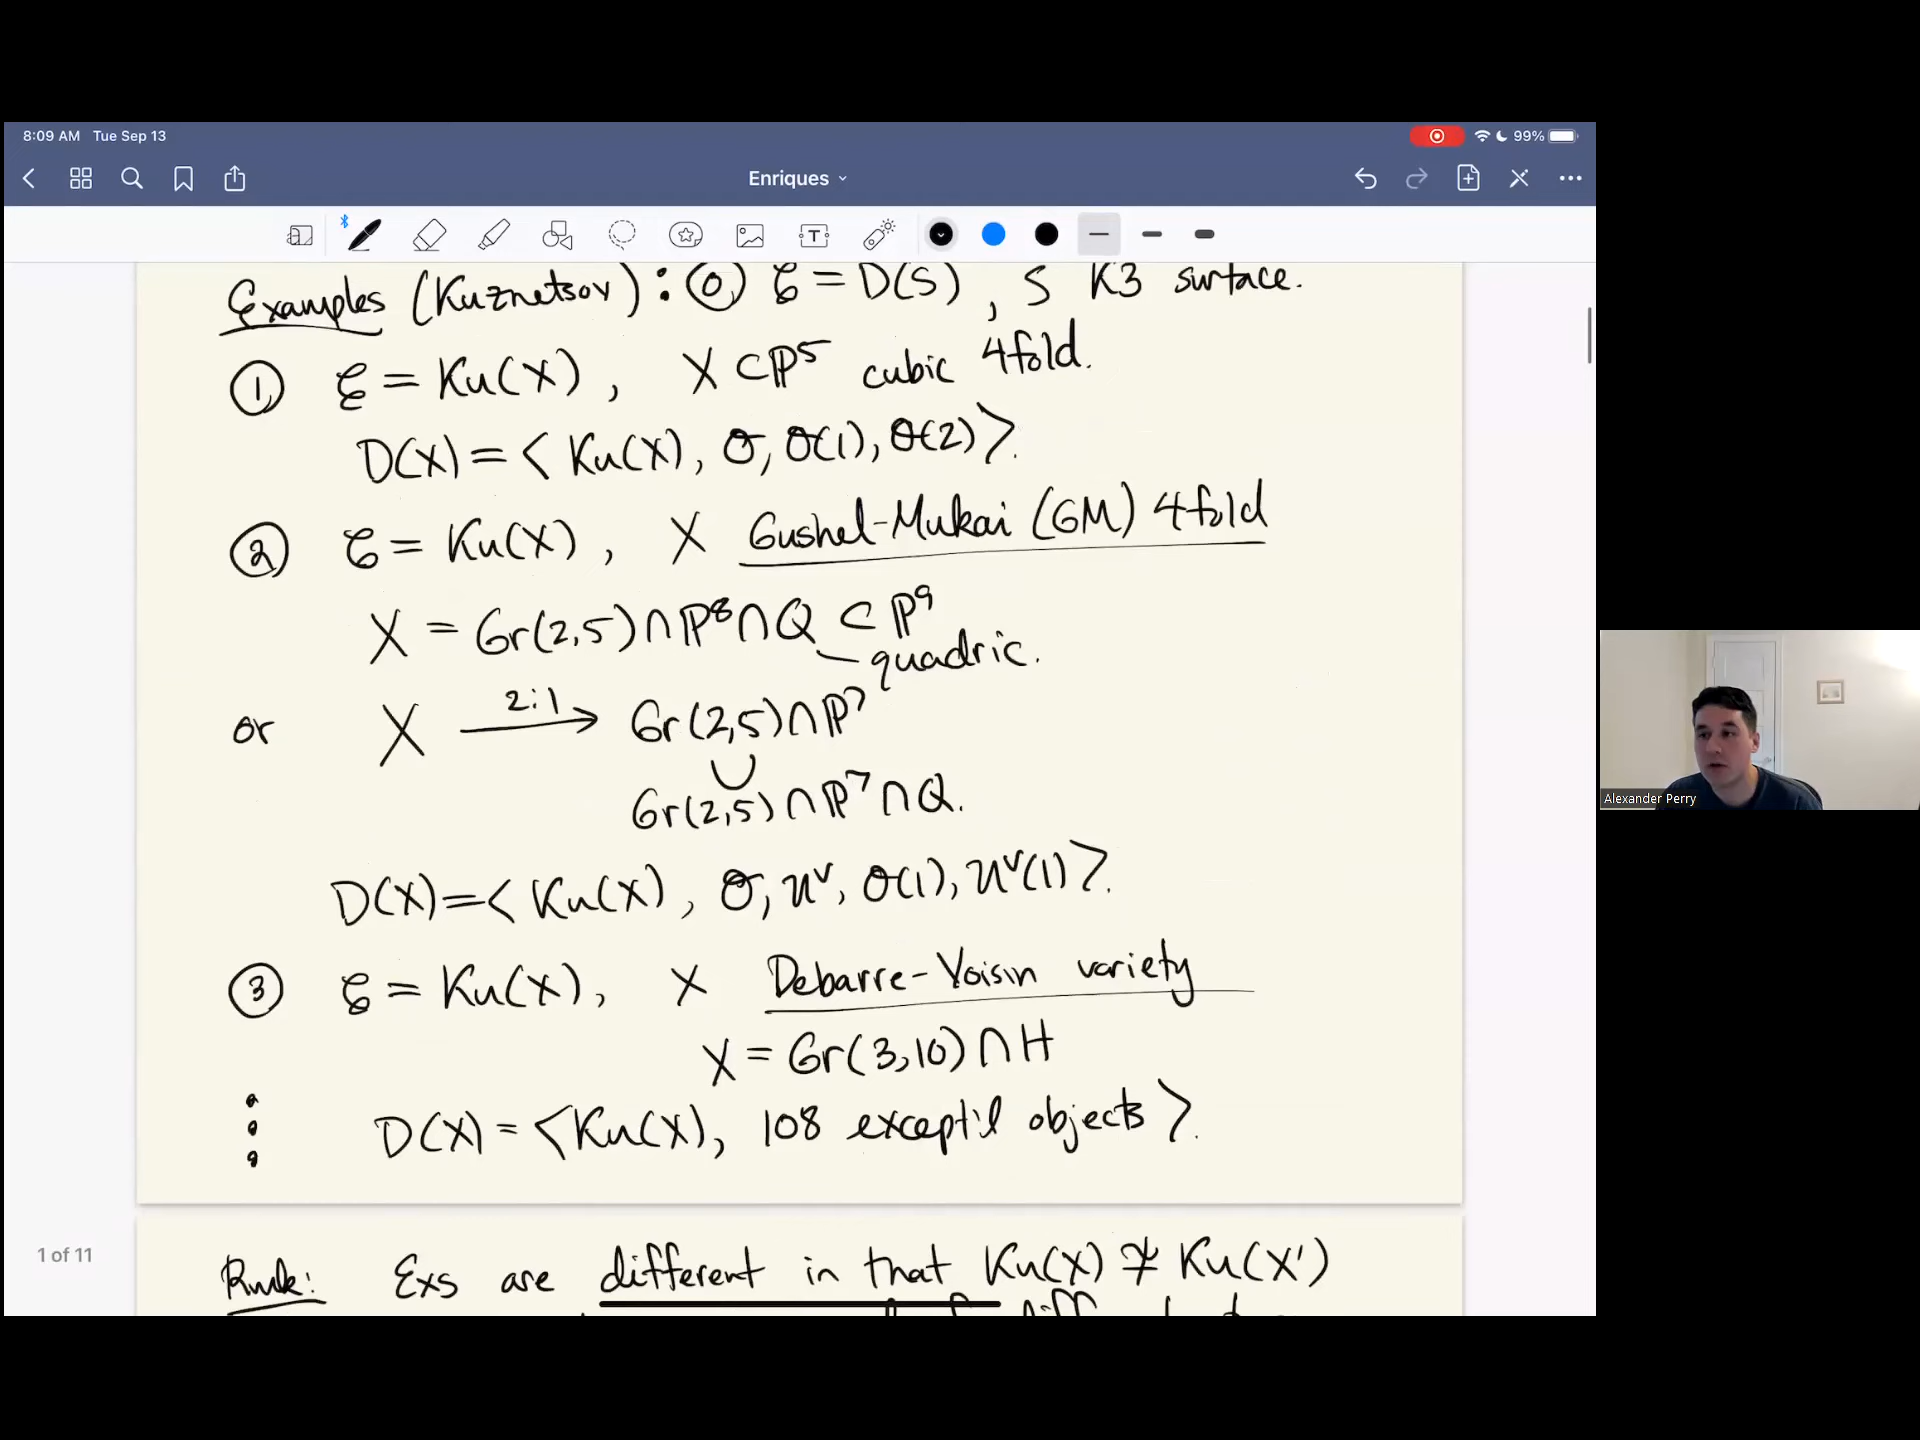 8:09 AM Tue Sep 13
99%
Enriques
Examples (Kuznetsov): ⓪ 𝒞 = D(S), S K3 surface.
① 𝒞 = Ku(X), X ⊂ ℙ⁵ cubic 4fold.
D(X) = < Ku(X), 𝒪, 𝒪(1), 𝒪(2) >.
② 𝒞 = Ku(X), X Gushel-Mukai (GM) 4fold
X = Gr(2,5) ∩ ℙ⁸ ∩ Q ⊂ ℙ⁹
quadric.
2:1
or X → Gr(2,5) ∩ ℙ⁷
∪
Gr(2,5) ∩ ℙ⁷ ∩ Q.
D(X) = < Ku(X), 𝒪, 𝒰ᵛ, 𝒪(1), 𝒰ᵛ(1) >.
③ 𝒞 = Ku(X), X Debarre-Voisin variety
X = Gr(3,10) ∩ H
D(X) = < Ku(X), 108 except'l objects >.
1 of 11
Rmk: Exs are different in that Ku(X) ≄ Ku(X')
Alexander Perry